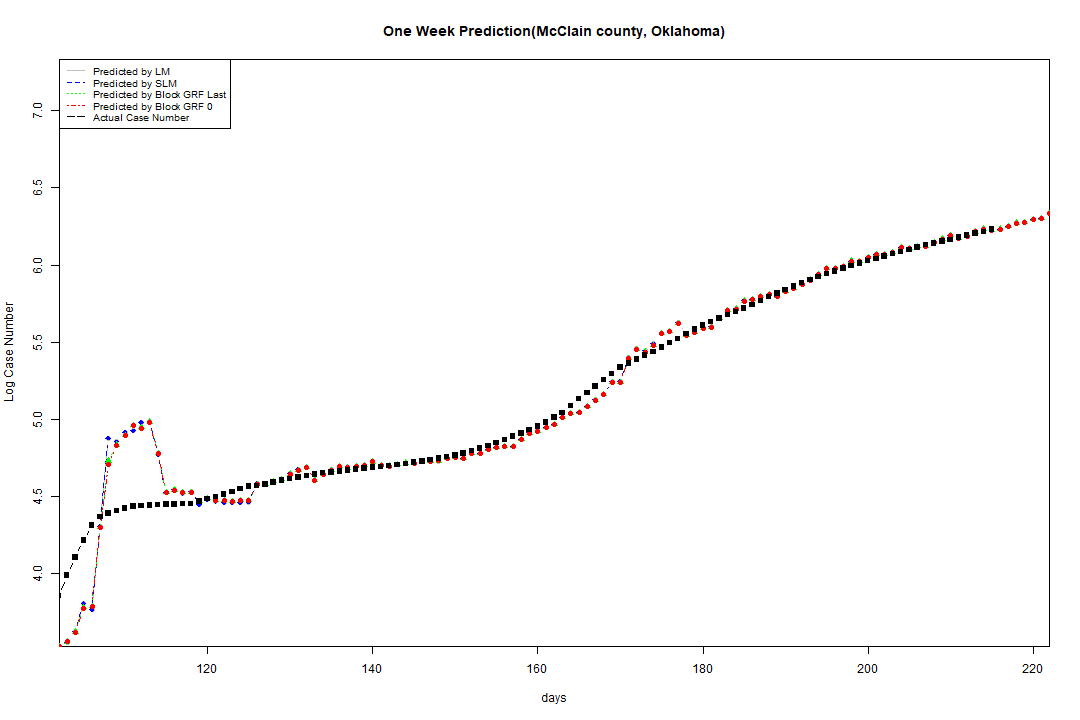 One Week Prediction(McClain county, Oklahoma)
Predicted by LM
Predicted by SLM
Predicted by Block GRF Last
Predicted by Block GRF 0
Actual Case Number
7.0
6.5
6.0
5.5
5.0
4.5
4.0
Log Case Number
120 140 160 180 200 220
days